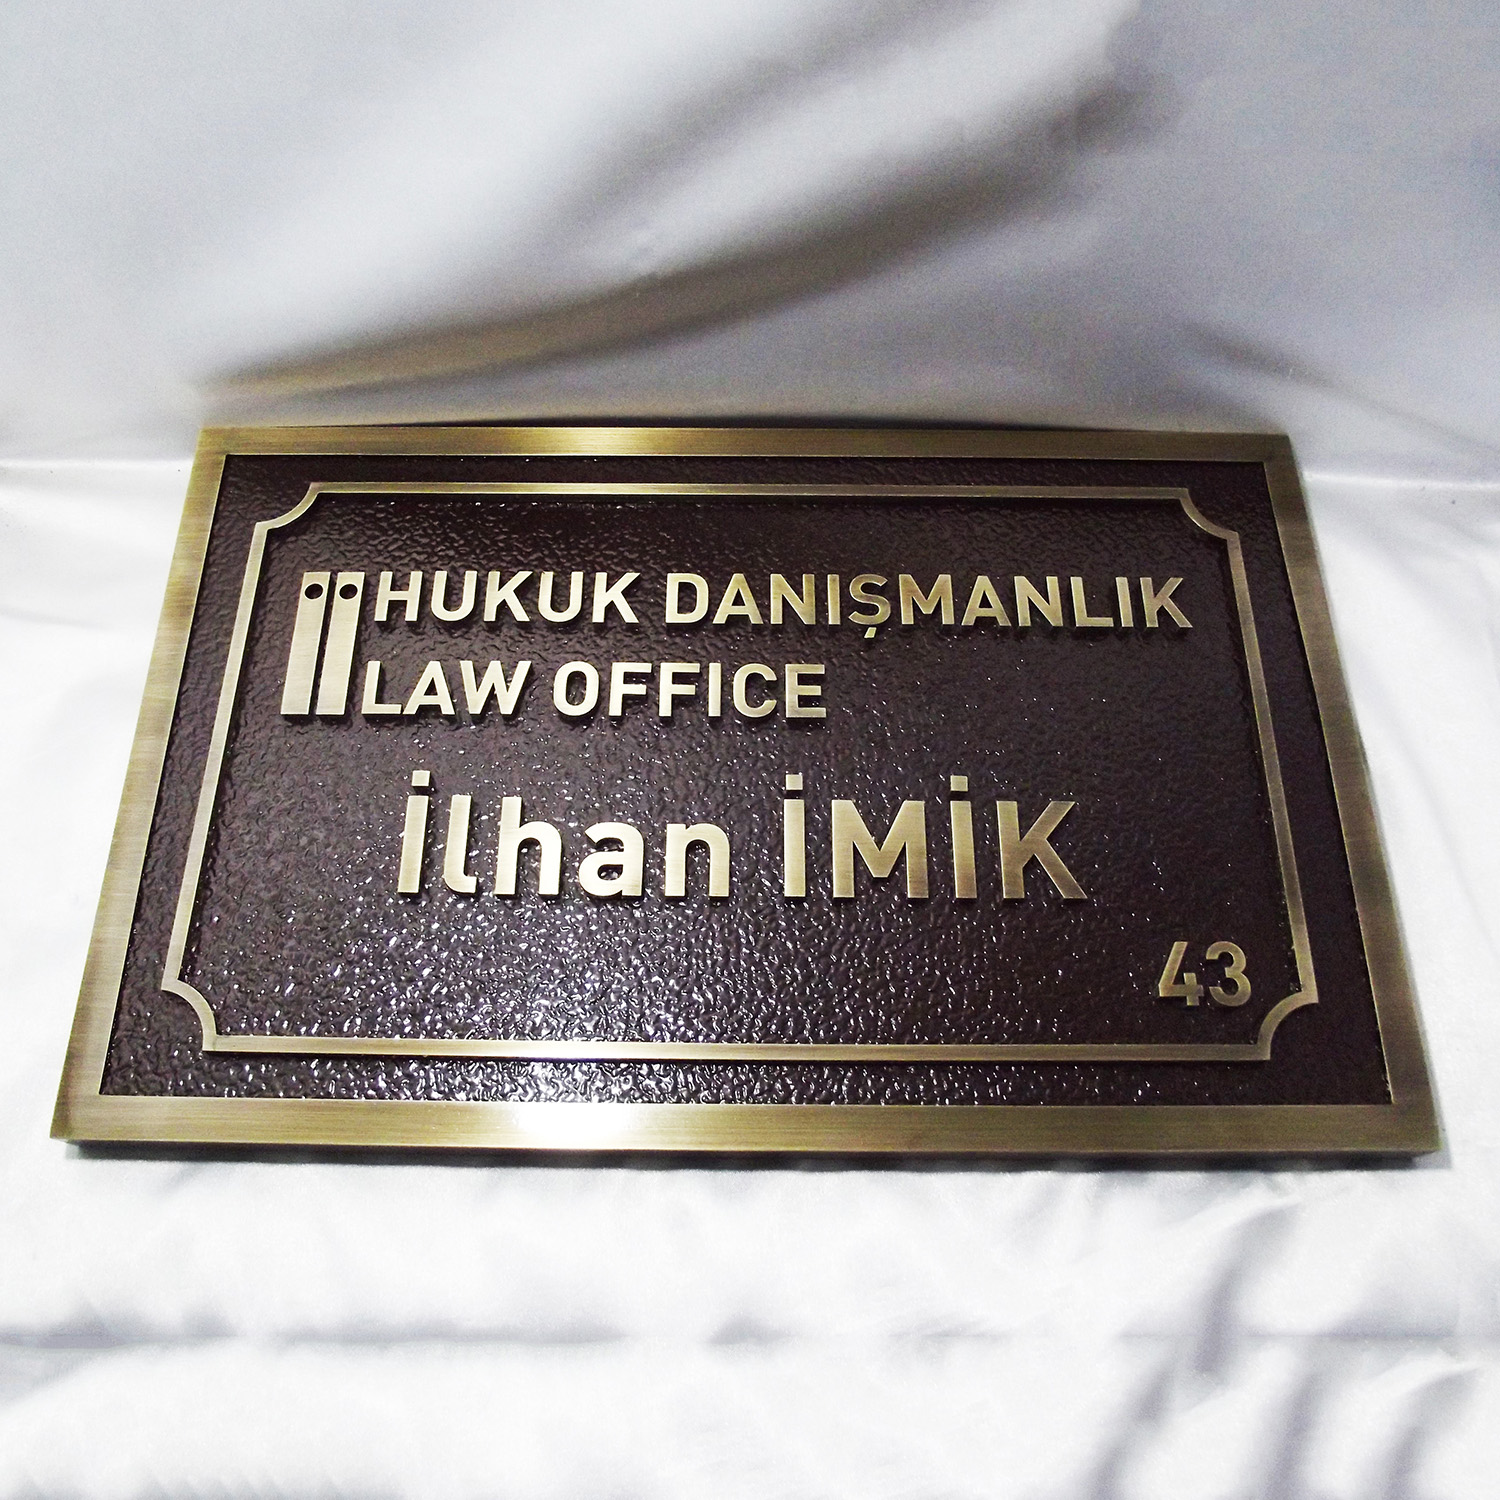 HUKUK DANIŞMANLIK
LAW OFFICE
İlhan İMİK
43